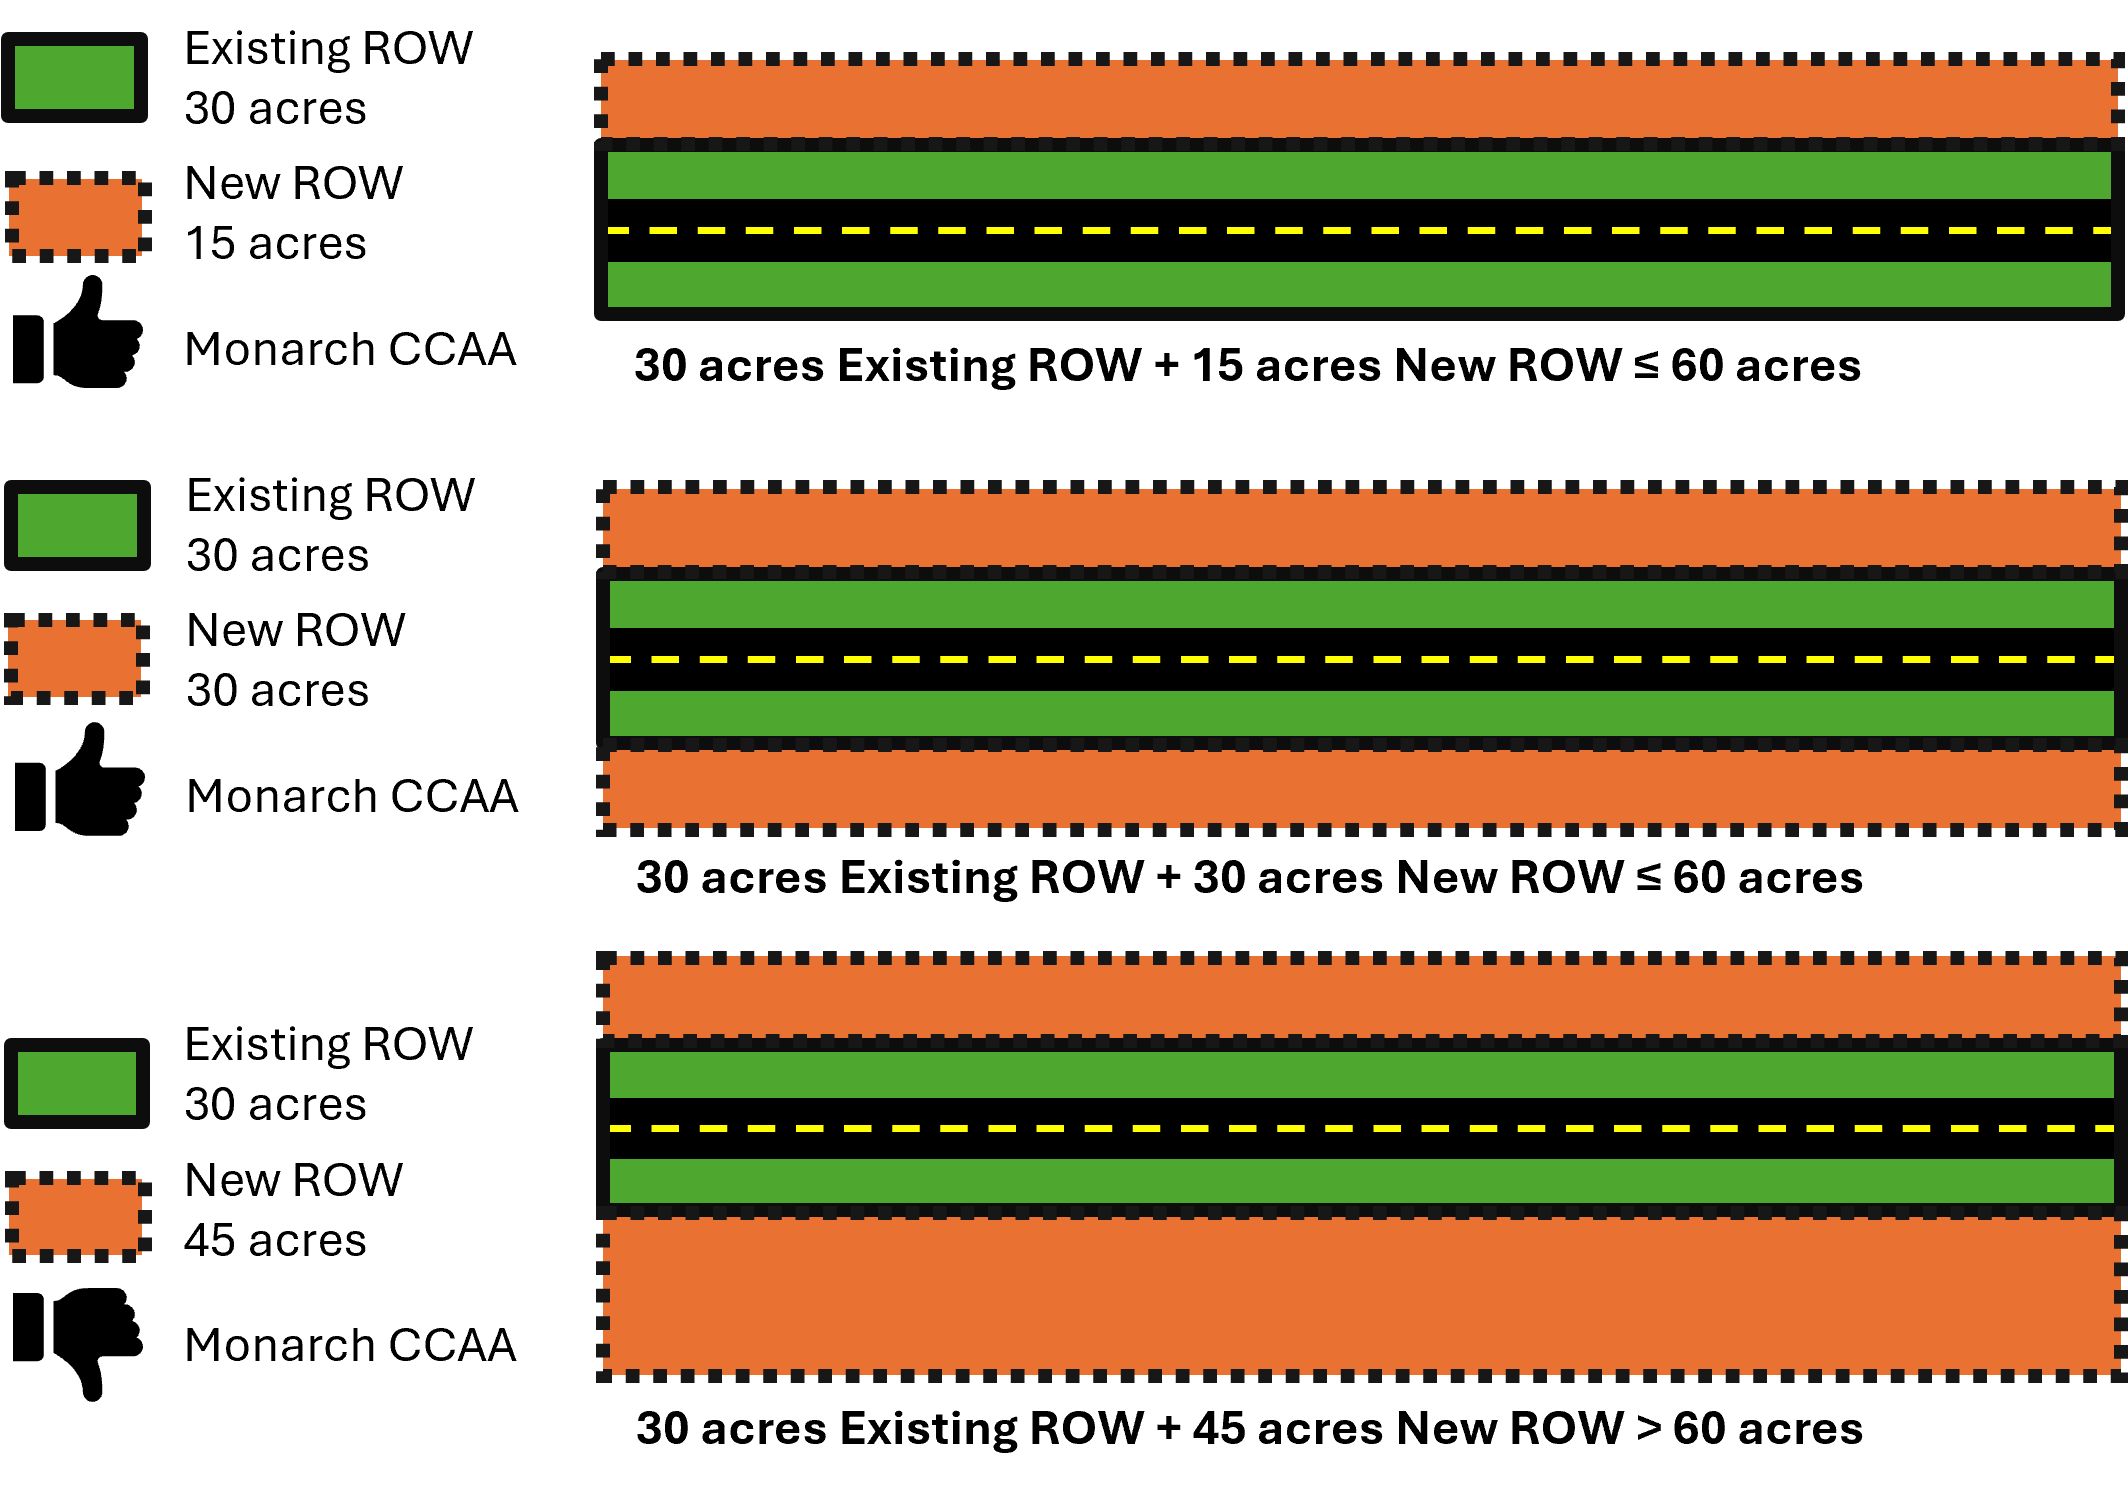 Existing ROW
30 acres
New ROW
15 acres
Monarch CCAA
30 acres Existing ROW + 15 acres New ROW ≤ 60 acres
Existing ROW
30 acres
New ROW
30 acres
Monarch CCAA
30 acres Existing ROW + 30 acres New ROW ≤ 60 acres
Existing ROW
30 acres
New ROW
45 acres
Monarch CCAA
30 acres Existing ROW + 45 acres New ROW > 60 acres